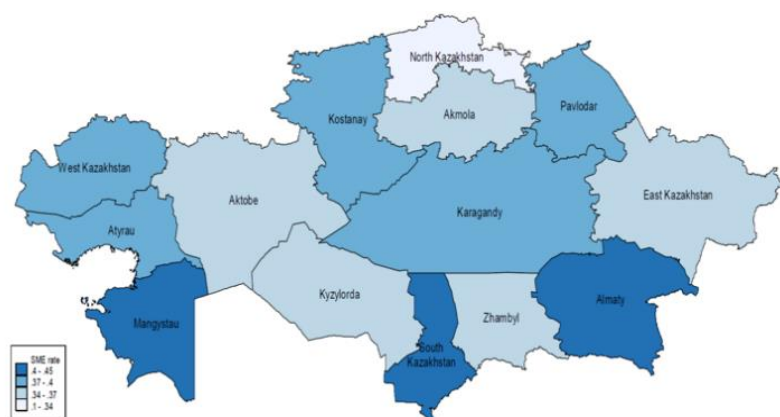 North Kazakhstan
Kostanay
Akmola
Pavlodar
West Kazakhstan
Aktobe
Karagandy
East Kazakhstan
Atyrau
Kyzylorda
Zhambyl
Almaty
Mangystau
South
Kazakhstan
SME rate
.4 - .45
.37 - .4
.34 - .37
.1 - .34